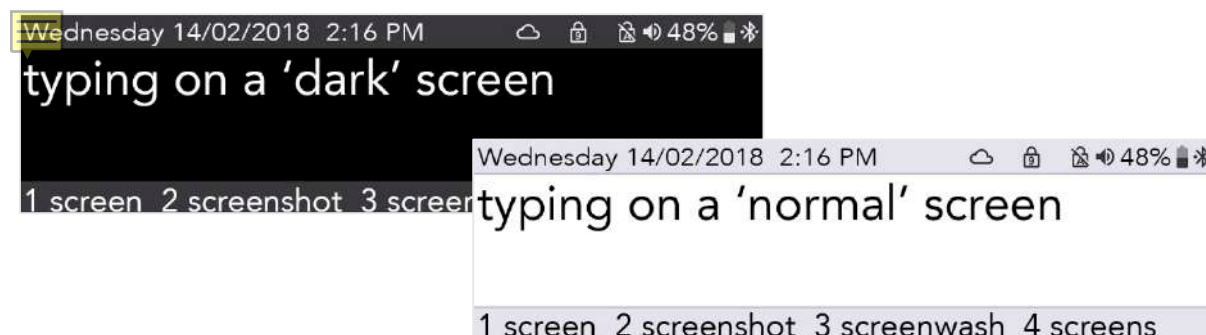 Wednesday 14/02/2018 2:16 PM 48%
typing on a ‘dark’ screen
1 screen 2 screenshot 3 screen
Wednesday 14/02/2018 2:16 PM 48%
typing on a ‘normal’ screen
1 screen 2 screenshot 3 screenwash 4 screens